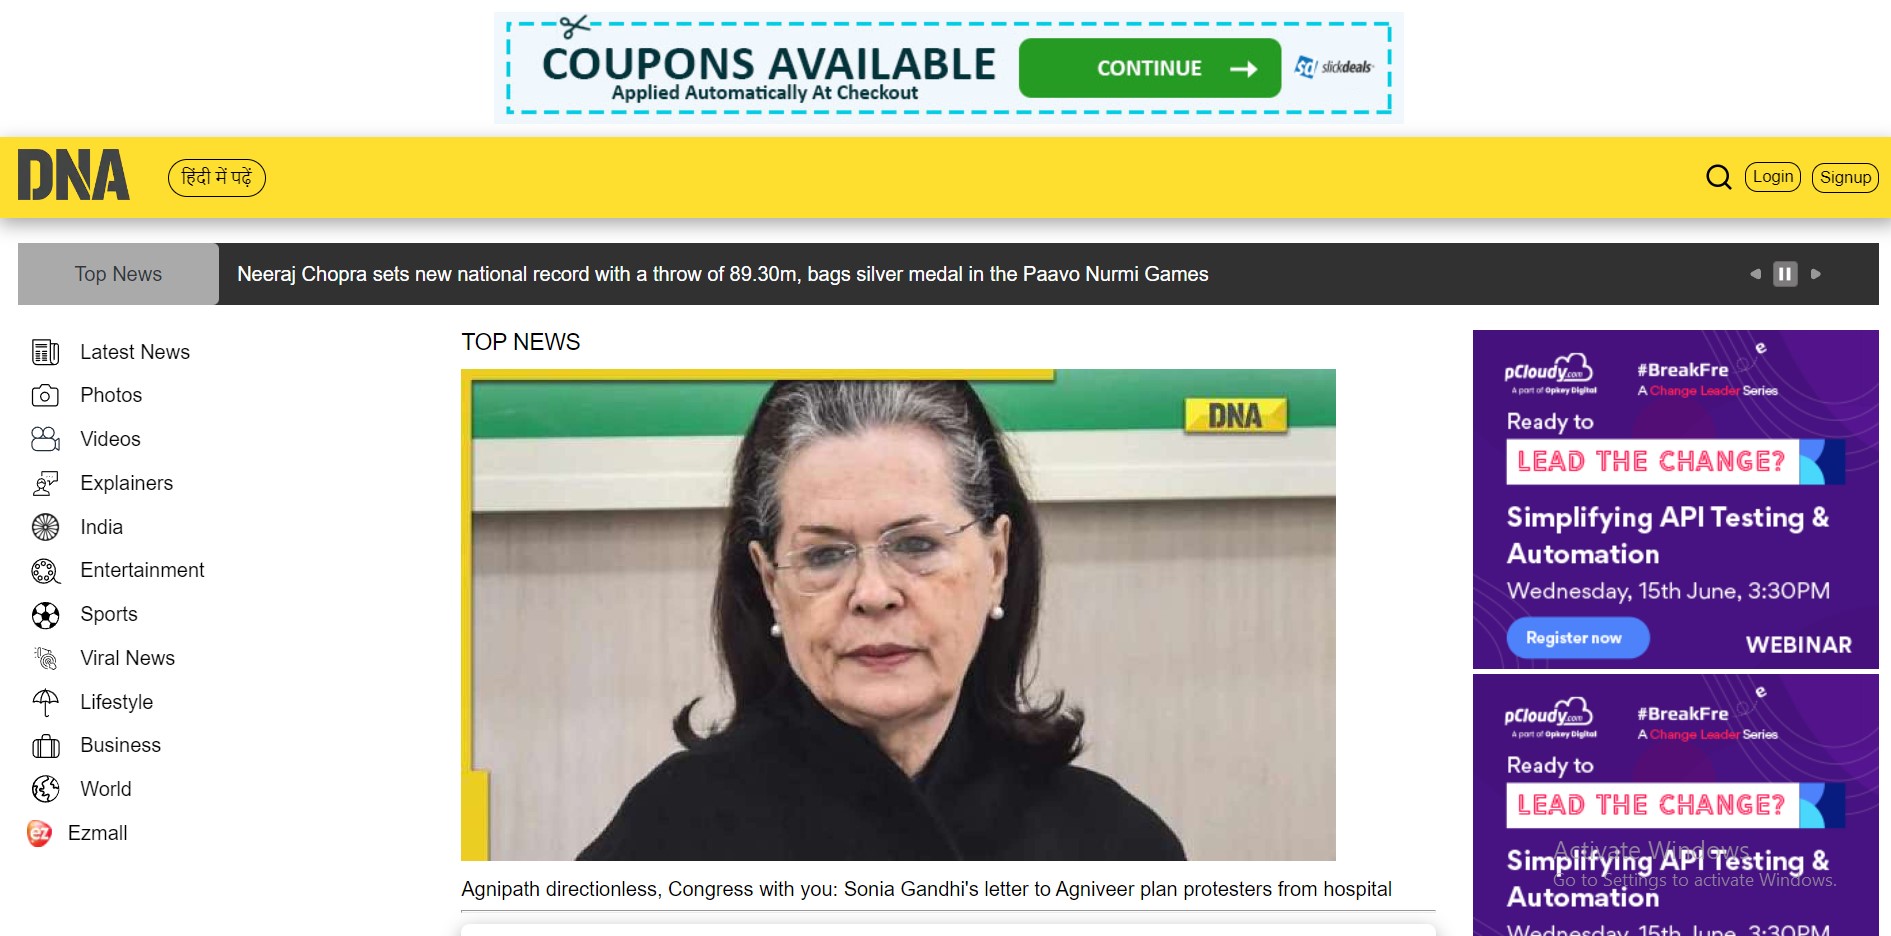 COUPONS AVAILABLE
Applied Automatically At Checkout
CONTINUE
sd slickdeals
DNA
हिंदी में पढ़ें
Login
Signup
Top News
Neeraj Chopra sets new national record with a throw of 89.30m, bags silver medal in the Paavo Nurmi Games
Latest News
Photos
Videos
Explainers
India
Entertainment
Sports
Viral News
Lifestyle
Business
World
ez Ezmall
TOP NEWS
DNA
Agnipath directionless, Congress with you: Sonia Gandhi's letter to Agniveer plan protesters from hospital
pCloudy.com
A part of Opkey Digital
#BreakFre e
A Change Leader Series
Ready to
LEAD THE CHANGE?
Simplifying API Testing &
Automation
Wednesday, 15th June, 3:30PM
Register now
WEBINAR
pCloudy.com
A part of Opkey Digital
#BreakFre e
A Change Leader Series
Ready to
LEAD THE CHANGE?
Simplifying API Testing &
Automation
Wednesday, 15th June, 3:30PM
Activate Windows
Go to Settings to activate Windows.